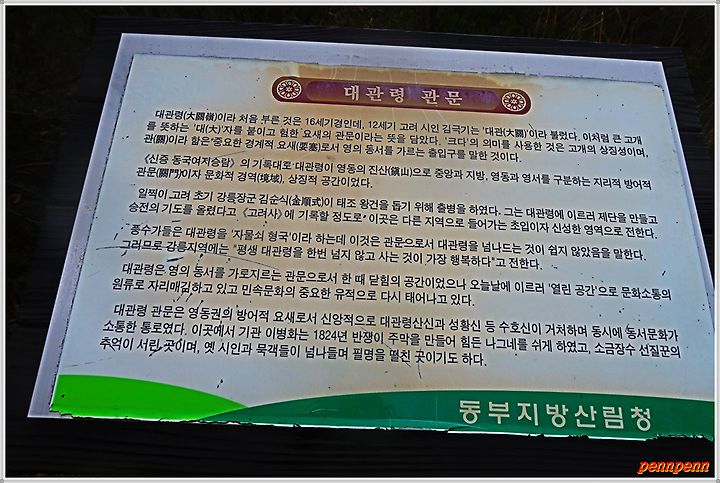 대관령 관문
대관령(大關嶺)이라 처음 부른 것은 16세기경인데, 12세기 고려 시인 김극기는 '대관(大關)'이라 불렀다. 이처럼 큰 고개
를 뜻하는 '대(大)'자를 붙이고 험한 요새의 관문이라는 뜻을 담았다. '크다'의 의미를 사용한 것은 고개의 상징성이며,
관(關)이라 함은 중요한 경계적 요새(要塞)로서 영의 동서를 가르는 출입구를 말한 것이다.
《신증 동국여지승람》의 기록대로 대관령이 영동의 진산(鎭山)으로 중앙과 지방, 영동과 영서를 구분하는 지리적 방어적
관문(關門)이자 문화적 경역(境域), 상징적 공간이었다.
일찍이 고려 초기 강릉장군 김순식(金順式)이 태조 왕건을 돕기 위해 출병을 하였다. 그는 대관령에 이르러 제단을 만들고
승전의 기도를 올렸다고 《고려사》에 기록할 정도로 이곳은 다른 지역으로 들어가는 초입이자 신성한 영역으로 전한다.
풍수가들은 대관령을 '자물쇠 형국'이라 하는데 이것은 관문으로서 대관령을 넘나드는 것이 쉽지 않았음을 말한다.
그러므로 강릉지역에는 "평생 대관령을 한번 넘지 않고 사는 것이 가장 행복하다"고 전한다.
대관령은 영의 동서를 가로지르는 관문으로서 한 때 닫힘의 공간이었으나 오늘날에 이르러 '열린 공간'으로 문화소통의
원류로 자리매김하고 있고 민속문화의 중요한 유적으로 다시 태어나고 있다.
대관령 관문은 영동권의 방어적 요새로서 신앙적으로 대관령산신과 성황신 등 수호신이 거처하며 동시에 동서문화가
소통한 통로였다. 이곳에서 기관 이병화는 1824년 반쟁이 주막을 만들어 힘든 나그네를 쉬게 하였고, 소금장수 선질꾼의
추억이 서린 곳이며, 옛 시인과 묵객들이 넘나들며 필명을 떨친 곳이기도 하다.
동부지방산림청
pennpenn